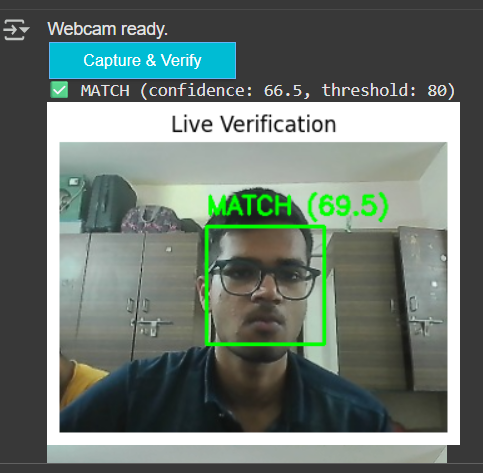 Webcam ready.
Capture & Verify
✅ MATCH (confidence: 66.5, threshold: 80)
Live Verification
MATCH (69.5)